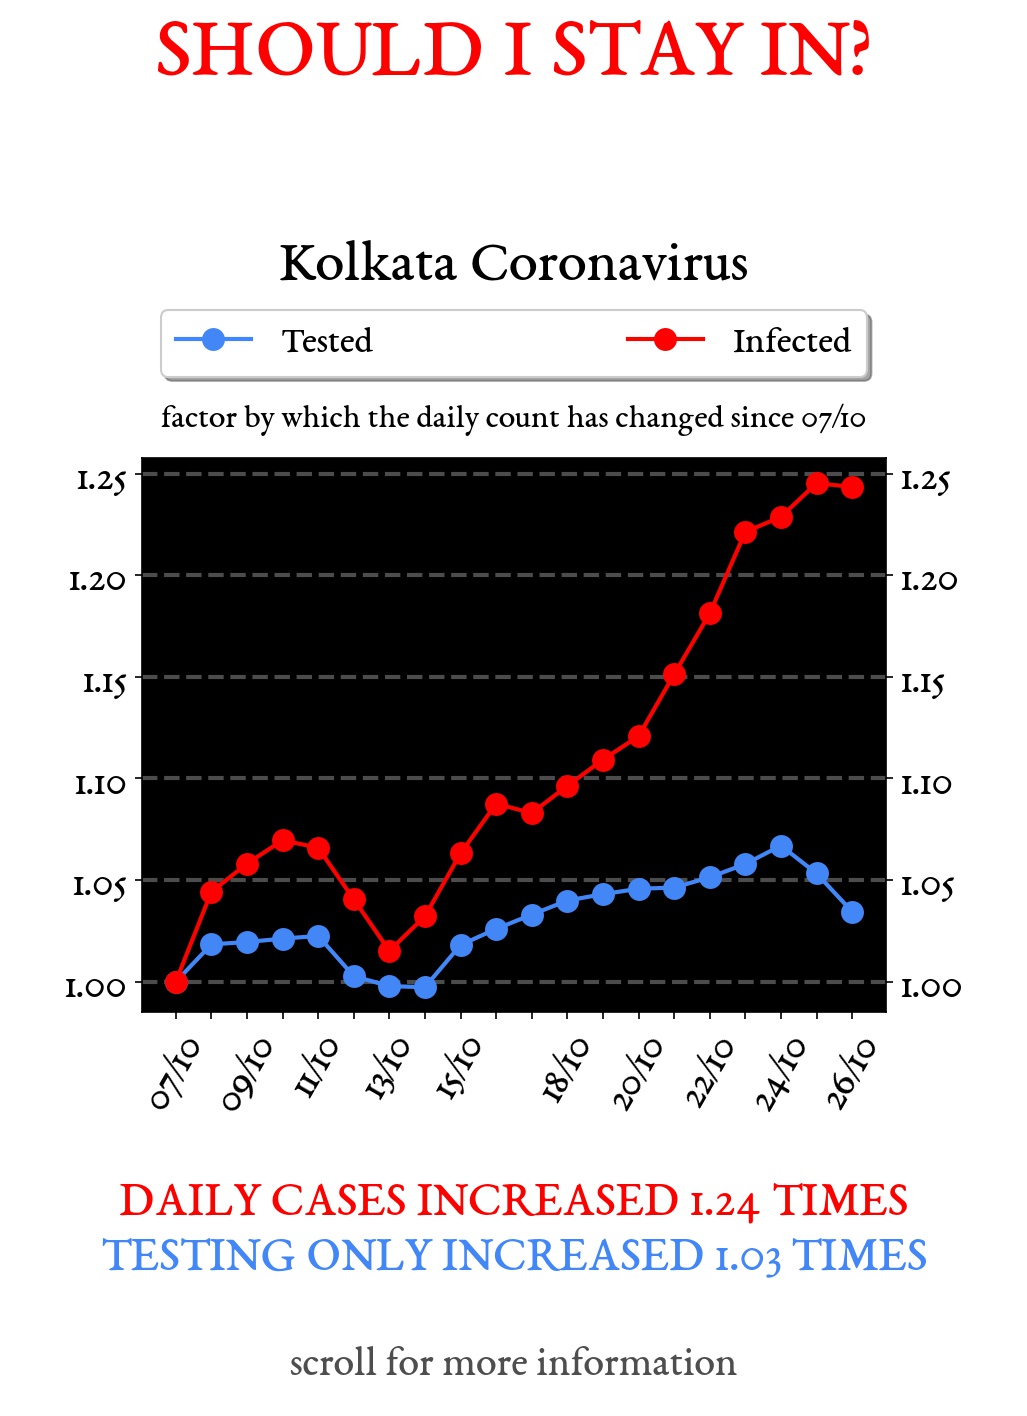 SHOULD I STAY IN?
Kolkata Coronavirus
Tested Infected
factor by which the daily count has changed since 07/10
1.25 1.25
1.20 1.20
1.15 1.15
1.10 1.10
1.05 1.05
1.00 1.00
07/10 09/10 11/10 13/10 15/10 18/10 20/10 22/10 24/10 26/10
DAILY CASES INCREASED 1.24 TIMES
TESTING ONLY INCREASED 1.03 TIMES
scroll for more information